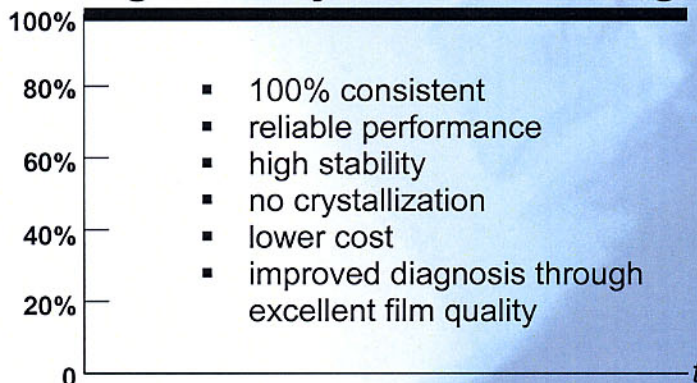 100%
80%
■ 100% consistent
■ reliable performance
60%
■ high stability
■ no crystallization
40%
■ lower cost
■ improved diagnosis through
20%
excellent film quality
0